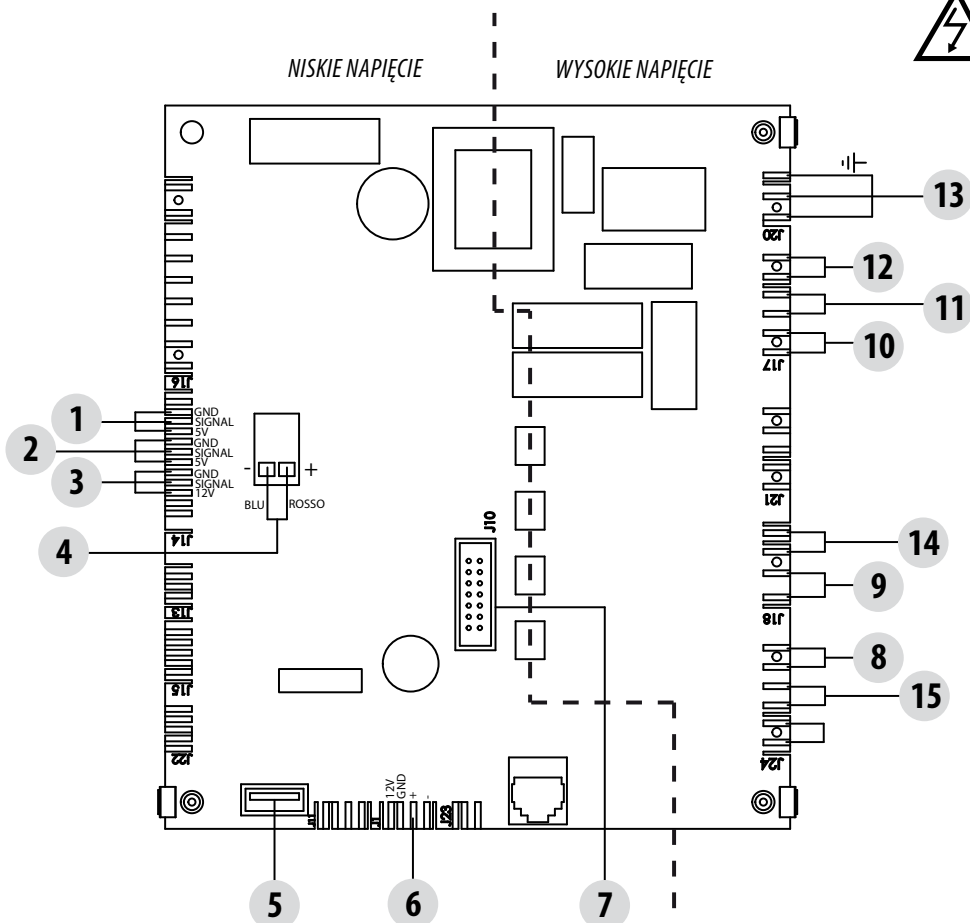 NISKIE NAPIĘCIE
WYSOKIE NAPIĘCIE
13
J20
12
11
10
J17
J16
1
GND
SIGNAL
5V
2
GND
SIGNAL
5V
3
GND
SIGNAL
12V
- +
BLU ROSSO
4
J10
J21
J14
14
9
J13
J18
8
J15
15
J22
J24
12V
GND
+
-
J11
J1
J23
5
6
7